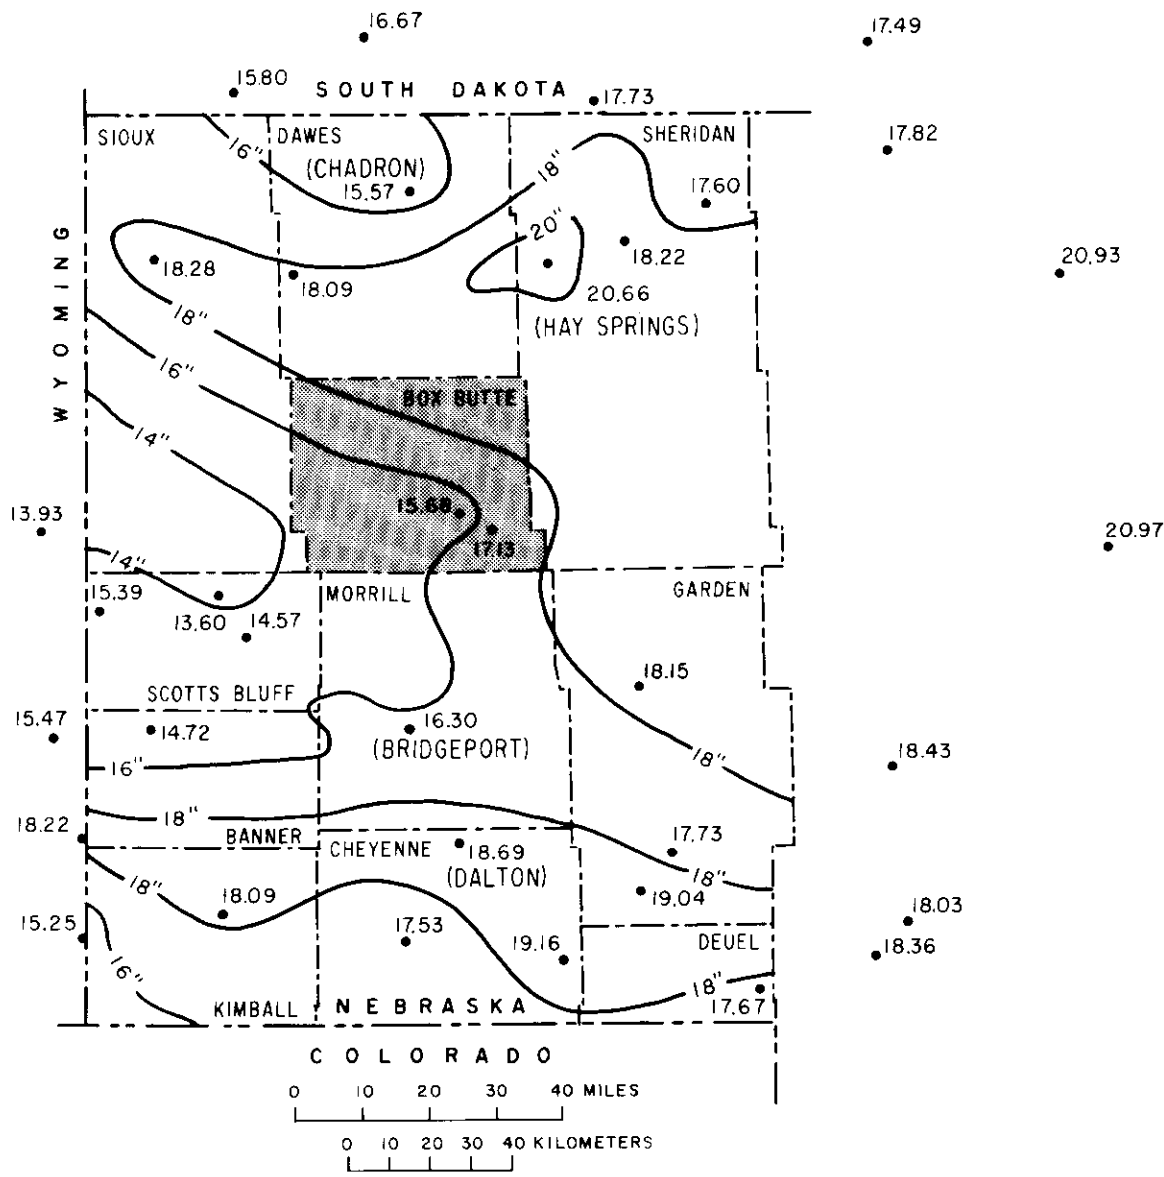 16.67
17.49
15.80
SOUTH DAKOTA
17.73
SIOUX
DAWES
SHERIDAN
17.82
16"
(CHADRON)
18"
15.57
17.60
20"
WYOMING
18.28
18.09
18.22
20.93
20.66
18"
(HAY SPRINGS)
16"
BOX BUTTE
14"
15.68
13.93
17.13
20.97
14"
15.39
MORRILL
GARDEN
13.60
14.57
18.15
SCOTTS BLUFF
15.47
14.72
16.30
(BRIDGEPORT)
18"
18.43
16"
18"
18.22
BANNER
CHEYENNE
18.69
17.73
(DALTON)
18"
18"
18.09
19.04
18.03
15.25
17.53
19.16
DEUEL
18.36
16"
18"
17.67
KIMBALL
NEBRASKA
COLORADO
0 10 20 30 40 MILES
0 10 20 30 40 KILOMETERS